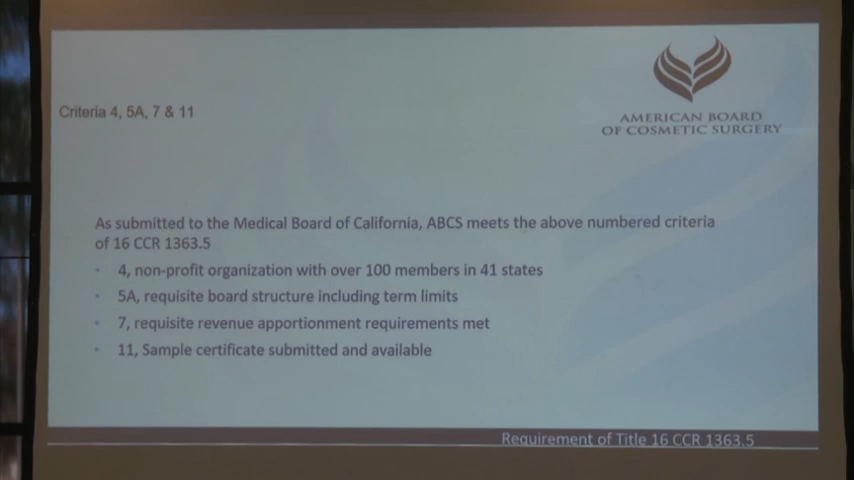 Criteria 4, 5A, 7 & 11
AMERICAN BOARD
OF COSMETIC SURGERY
As submitted to the Medical Board of California, ABCS meets the above numbered criteria
of 16 CCR 1363.5
• 4, non-profit organization with over 100 members in 41 states
• 5A, requisite board structure including term limits
• 7, requisite revenue apportionment requirements met
• 11, Sample certificate submitted and available
Requirement of Title 16 CCR 1363.5